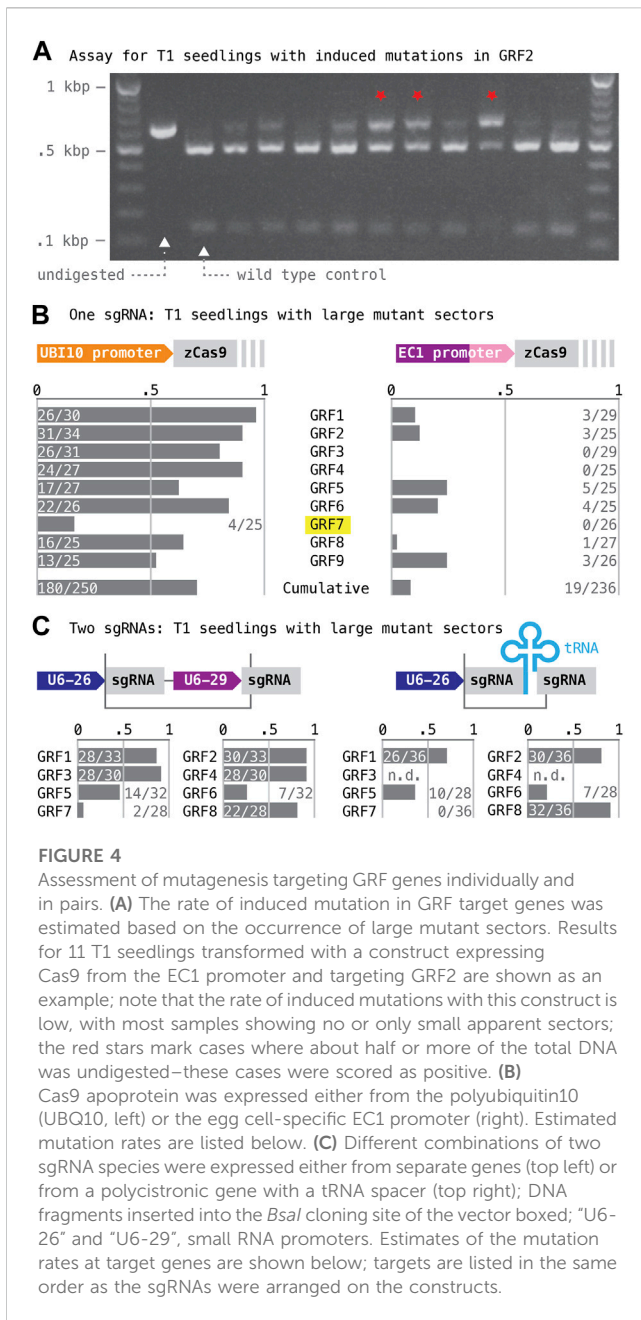 A Assay for T1 seedlings with induced mutations in GRF2
1 kbp
.5 kbp
.1 kbp
undigested
wild type control
B One sgRNA: T1 seedlings with large mutant sectors
UBI10 promoter zCas9
EC1 promoter zCas9
0 .5 1
0 .5 1
26/30 GRF1 3/29
31/34 GRF2 3/25
26/31 GRF3 0/29
24/27 GRF4 0/25
17/27 GRF5 5/25
22/26 GRF6 4/25
4/25 GRF7 0/26
16/25 GRF8 1/27
13/25 GRF9 3/26
180/250 Cumulative 19/236
C Two sgRNAs: T1 seedlings with large mutant sectors
tRNA
U6-26 sgRNA U6-29 sgRNA
U6-26 sgRNA sgRNA
0 .5 1 0 .5 1 0 .5 1 0 .5 1
GRF1 28/33 GRF2 30/33 GRF1 26/36 GRF2 30/36
GRF3 28/30 GRF4 28/30 GRF3 n.d. GRF4 n.d.
GRF5 14/32 GRF6 7/32 GRF5 10/28 GRF6 7/28
GRF7 2/28 GRF8 22/28 GRF7 0/36 GRF8 32/36
FIGURE 4
Assessment of mutagenesis targeting GRF genes individually and
in pairs. (A) The rate of induced mutation in GRF target genes was
estimated based on the occurrence of large mutant sectors. Results
for 11 T1 seedlings transformed with a construct expressing
Cas9 from the EC1 promoter and targeting GRF2 are shown as an
example; note that the rate of induced mutations with this construct is
low, with most samples showing no or only small apparent sectors;
the red stars mark cases where about half or more of the total DNA
was undigested–these cases were scored as positive. (B)
Cas9 apoprotein was expressed either from the polyubiquitin10
(UBQ10, left) or the egg cell-specific EC1 promoter (right). Estimated
mutation rates are listed below. (C) Different combinations of two
sgRNA species were expressed either from separate genes (top left) or
from a polycistronic gene with a tRNA spacer (top right); DNA
fragments inserted into the BsaI cloning site of the vector boxed; “U6-
26” and “U6-29”, small RNA promoters. Estimates of the mutation
rates at target genes are shown below; targets are listed in the same
order as the sgRNAs were arranged on the constructs.